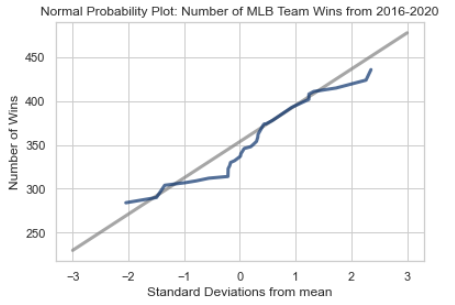 Normal Probability Plot: Number of MLB Team Wins from 2016-2020
450
400
350
300
250
Number of Wins
−3 −2 −1 0 1 2 3
Standard Deviations from mean